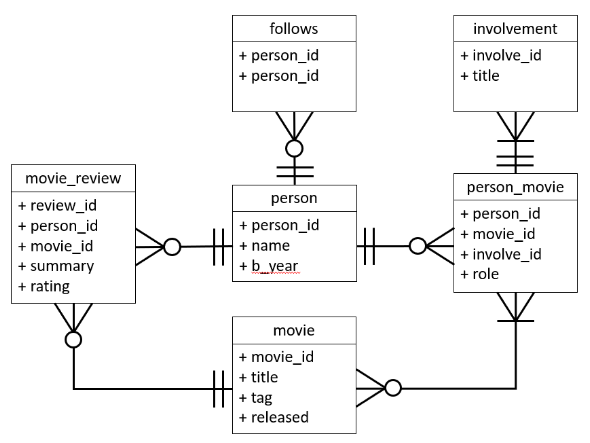 follows
+ person_id
+ person_id
involvement
+ involve_id
+ title
movie_review
+ review_id
+ person_id
+ movie_id
+ summary
+ rating
person
+ person_id
+ name
+ b_year
person_movie
+ person_id
+ movie_id
+ involve_id
+ role
movie
+ movie_id
+ title
+ tag
+ released